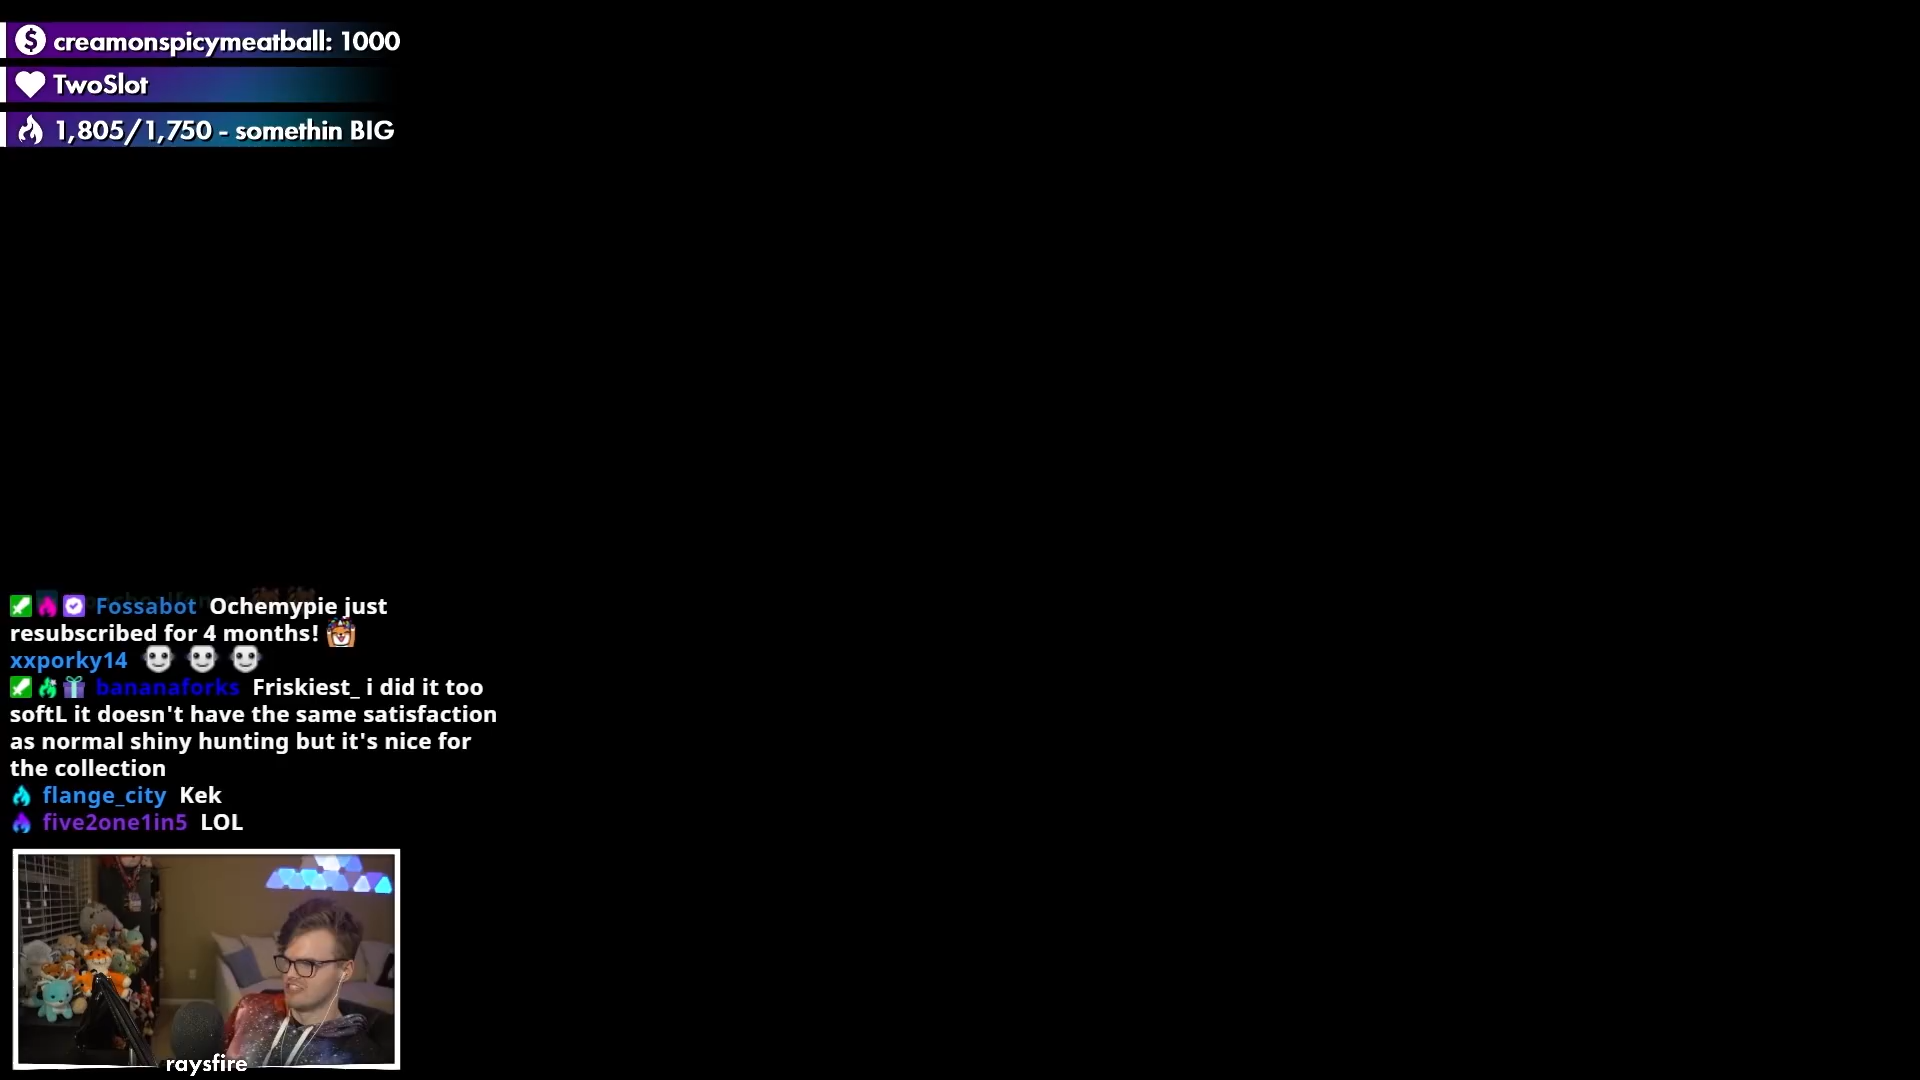 creamonspicymeatball: 1000
TwoSlot
1,805/1,750 - somethin BIG
Fossabot Ochemypie just
resubscribed for 4 months!
xxporky14
bananaforks Friskiest_ i did it too
softL it doesn't have the same satisfaction
as normal shiny hunting but it's nice for
the collection
flange_city Kek
five2one1in5 LOL
raysfire